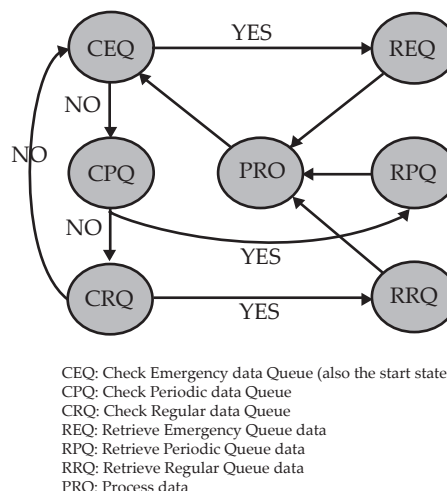 CEQ
YES
REQ
NO
NO
CPQ
PRO
RPQ
NO
YES
CRQ
YES
RRQ
CEQ: Check Emergency data Queue (also the start state
CPQ: Check Periodic data Queue
CRQ: Check Regular data Queue
REQ: Retrieve Emergency Queue data
RPQ: Retrieve Periodic Queue data
RRQ: Retrieve Regular Queue data
PRO: Process data